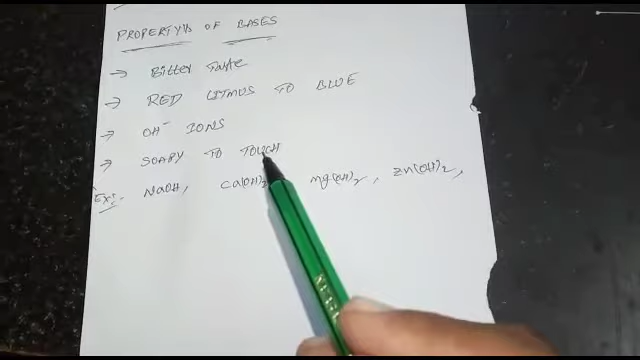 PROPERTY'S OF BASES
→ Bitter Taste
→ RED LITMUS TO BLUE
→ OH⁻ IONS
→ SOAPY TO TOUCH
Ex:- NaOH, Ca(OH)₂ Mg(OH)₂, Zn(OH)₂,